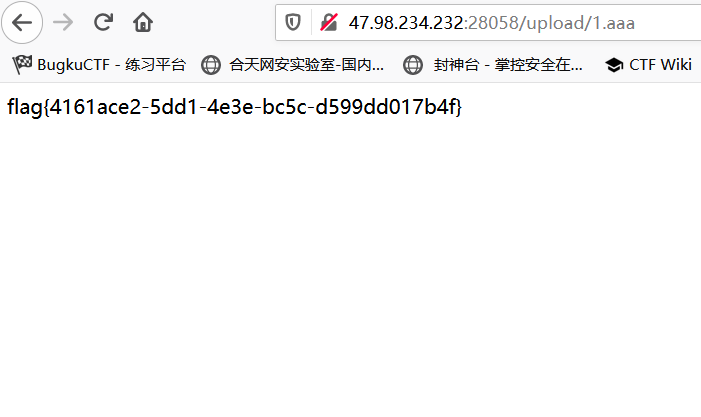 47.98.234.232:28058/upload/1.aaa
BugkuCTF - 练习平台 合天网安实验室-国内... 封神台 - 掌控安全在... CTF Wiki
flag{4161ace2-5dd1-4e3e-bc5c-d599dd017b4f}